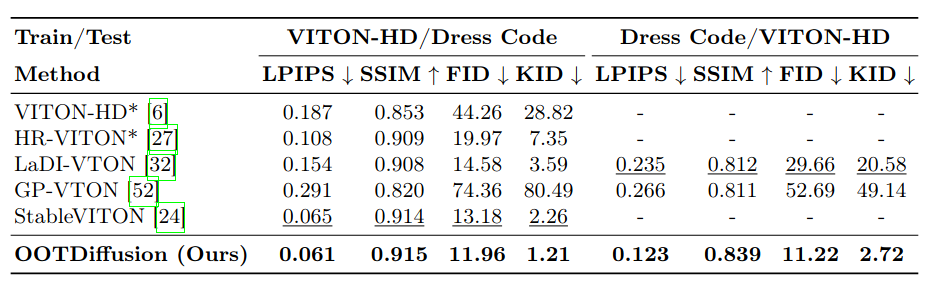 Train/Test VITON-HD/Dress Code Dress Code/VITON-HD
Method LPIPS ↓ SSIM ↑ FID ↓ KID ↓ LPIPS ↓ SSIM ↑ FID ↓ KID ↓
VITON-HD* [6] 0.187 0.853 44.26 28.82 - - - -
HR-VITON* [27] 0.108 0.909 19.97 7.35 - - - -
LaDI-VTON [32] 0.154 0.908 14.58 3.59 0.235 0.812 29.66 20.58
GP-VTON [52] 0.291 0.820 74.36 80.49 0.266 0.811 52.69 49.14
StableVITON [24] 0.065 0.914 13.18 2.26 - - - -
OOTDiffusion (Ours) 0.061 0.915 11.96 1.21 0.123 0.839 11.22 2.72